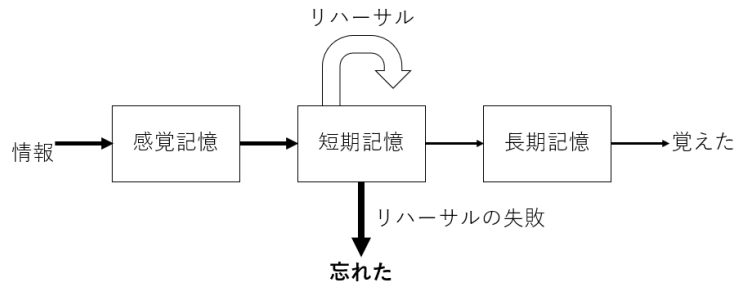 リハーサル
情報
感覚記憶
短期記憶
長期記憶
覚えた
リハーサルの失敗
忘れた